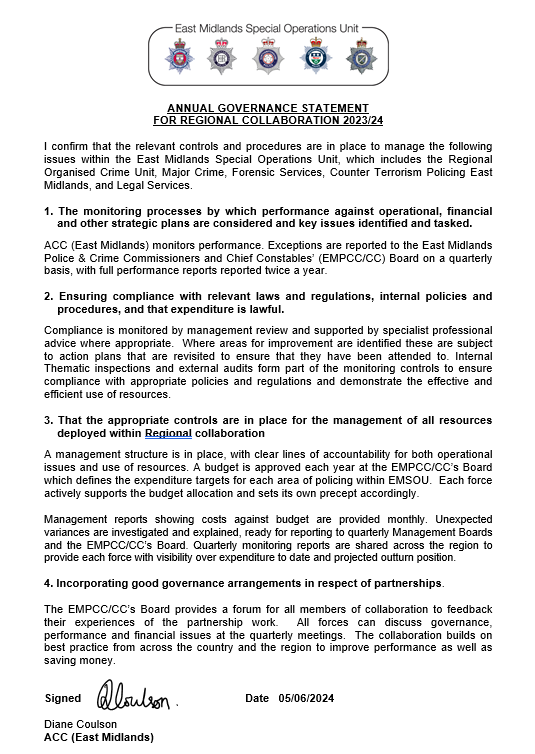 East Midlands Special Operations Unit
ANNUAL GOVERNANCE STATEMENT
FOR REGIONAL COLLABORATION 2023/24
I confirm that the relevant controls and procedures are in place to manage the following
issues within the East Midlands Special Operations Unit, which includes the Regional
Organised Crime Unit, Major Crime, Forensic Services, Counter Terrorism Policing East
Midlands, and Legal Services.
1. The monitoring processes by which performance against operational, financial
and other strategic plans are considered and key issues identified and tasked.
ACC (East Midlands) monitors performance. Exceptions are reported to the East Midlands
Police & Crime Commissioners and Chief Constables' (EMPCC/CC) Board on a quarterly
basis, with full performance reports reported twice a year.
2. Ensuring compliance with relevant laws and regulations, internal policies and
procedures, and that expenditure is lawful.
Compliance is monitored by management review and supported by specialist professional
advice where appropriate. Where areas for improvement are identified these are subject
to action plans that are revisited to ensure that they have been attended to. Internal
Thematic inspections and external audits form part of the monitoring controls to ensure
compliance with appropriate policies and regulations and demonstrate the effective and
efficient use of resources.
3. That the appropriate controls are in place for the management of all resources
deployed within Regional collaboration
A management structure is in place, with clear lines of accountability for both operational
issues and use of resources. A budget is approved each year at the EMPCC/CC's Board
which defines the expenditure targets for each area of policing within EMSOU. Each force
actively supports the budget allocation and sets its own precept accordingly.
Management reports showing costs against budget are provided monthly. Unexpected
variances are investigated and explained, ready for reporting to quarterly Management Boards
and the EMPCC/CC's Board. Quarterly monitoring reports are shared across the region to
provide each force with visibility over expenditure to date and projected outturn position.
4. Incorporating good governance arrangements in respect of partnerships.
The EMPCC/CC's Board provides a forum for all members of collaboration to feedback
their experiences of the partnership work. All forces can discuss governance,
performance and financial issues at the quarterly meetings. The collaboration builds on
best practice from across the country and the region to improve performance as well as
saving money.
Signed DCoulson. Date 05/06/2024
Diane Coulson
ACC (East Midlands)